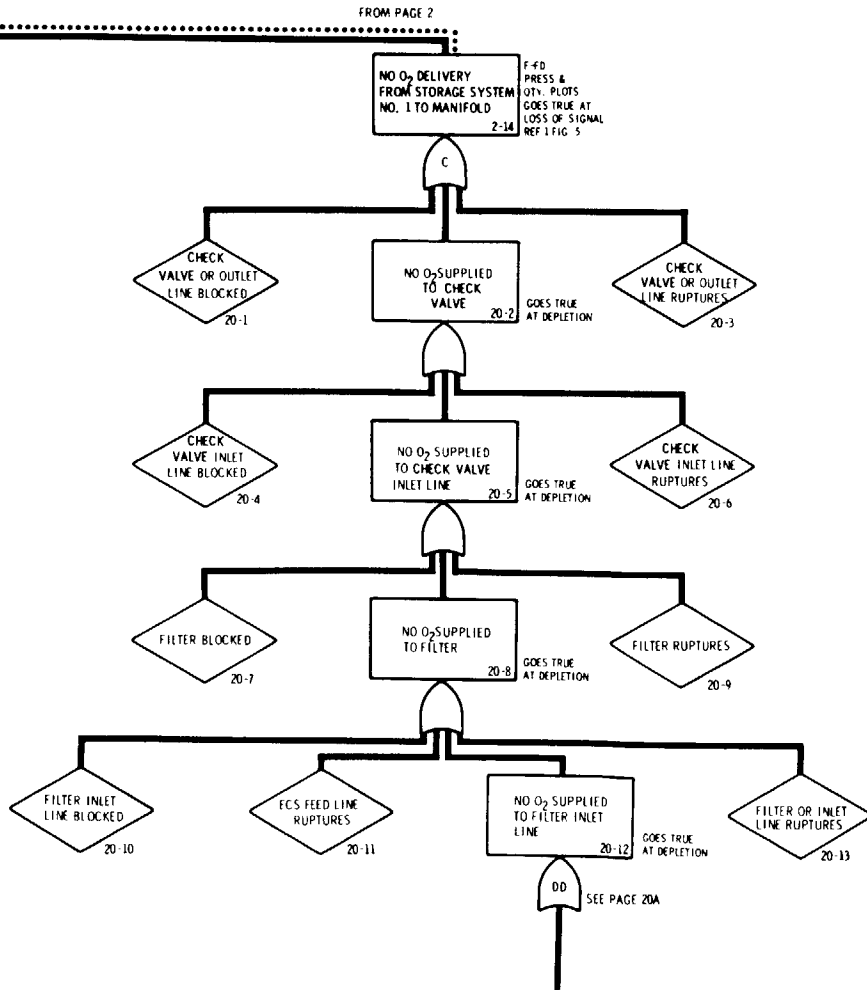 FROM PAGE 2
NO O2 DELIVERY
FROM STORAGE SYSTEM
NO. 1 TO MANIFOLD
2-14
F-FD
PRESS &
QTY. PLOTS
GOES TRUE AT
LOSS OF SIGNAL
REF 1 FIG. 5
C
CHECK
VALVE OR OUTLET
LINE BLOCKED
20-1
NO O2 SUPPLIED
TO CHECK
VALVE
20-2
GOES TRUE
AT DEPLETION
CHECK
VALVE OR OUTLET
LINE RUPTURES
20-3
CHECK
VALVE INLET
LINE BLOCKED
20-4
NO O2 SUPPLIED
TO CHECK VALVE
INLET LINE
20-5
GOES TRUE
AT DEPLETION
CHECK
VALVE INLET LINE
RUPTURES
20-6
FILTER BLOCKED
20-7
NO O2 SUPPLIED
TO FILTER
20-8
GOES TRUE
AT DEPLETION
FILTER RUPTURES
20-9
FILTER INLET
LINE BLOCKED
20-10
ECS FEED LINE
RUPTURES
20-11
NO O2 SUPPLIED
TO FILTER INLET
LINE
20-12
GOES TRUE
AT DEPLETION
FILTER OR INLET
LINE RUPTURES
20-13
DD
SEE PAGE 20A